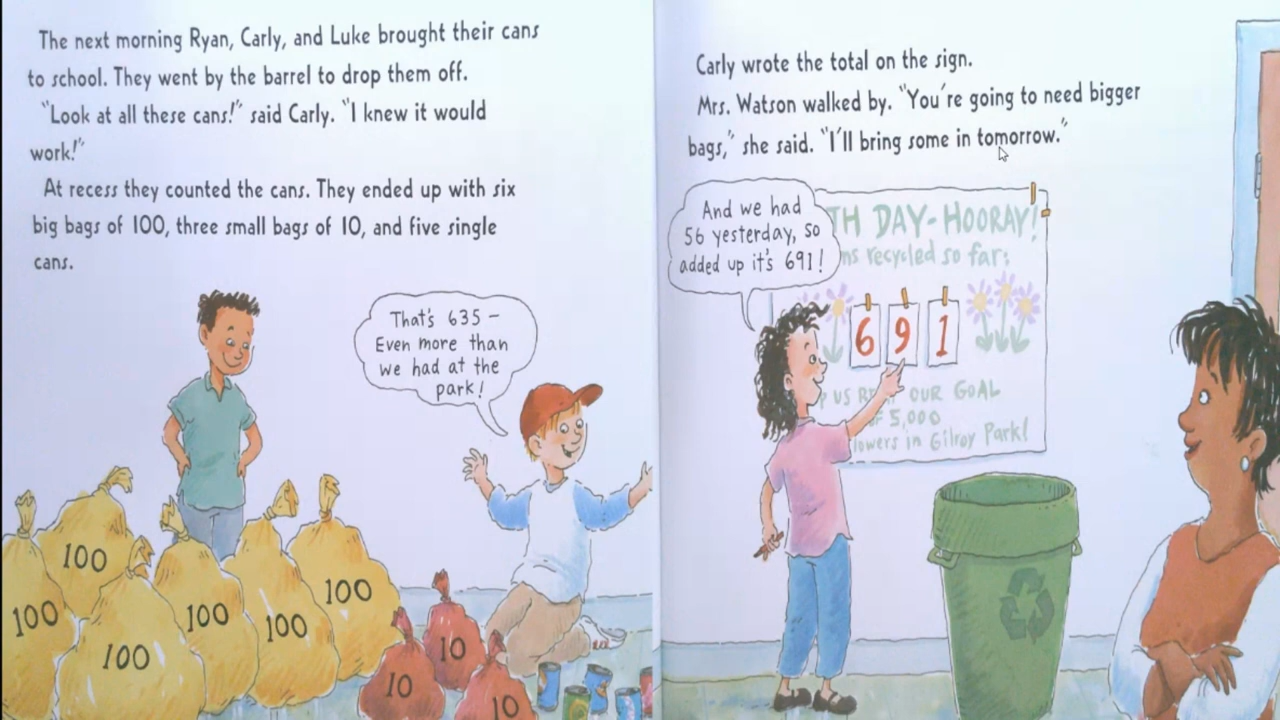 The next morning Ryan, Carly, and Luke brought their cans
to school. They went by the barrel to drop them off.
"Look at all these cans!" said Carly. "I knew it would
work!"
At recess they counted the cans. They ended up with six
big bags of 100, three small bags of 10, and five single
cans.
That's 635 –
Even more than
we had at the
park!
100
100
100
100
100
100
10
10
10
Carly wrote the total on the sign.
Mrs. Watson walked by. "You're going to need bigger
bags," she said. "I'll bring some in tomorrow."
And we had
56 yesterday, so
added up it's 691!
TH DAY-HOORAY!
ns recycled so far:
6 9 1
P US OUR GOAL
5,000
lowers in Gilroy Park!